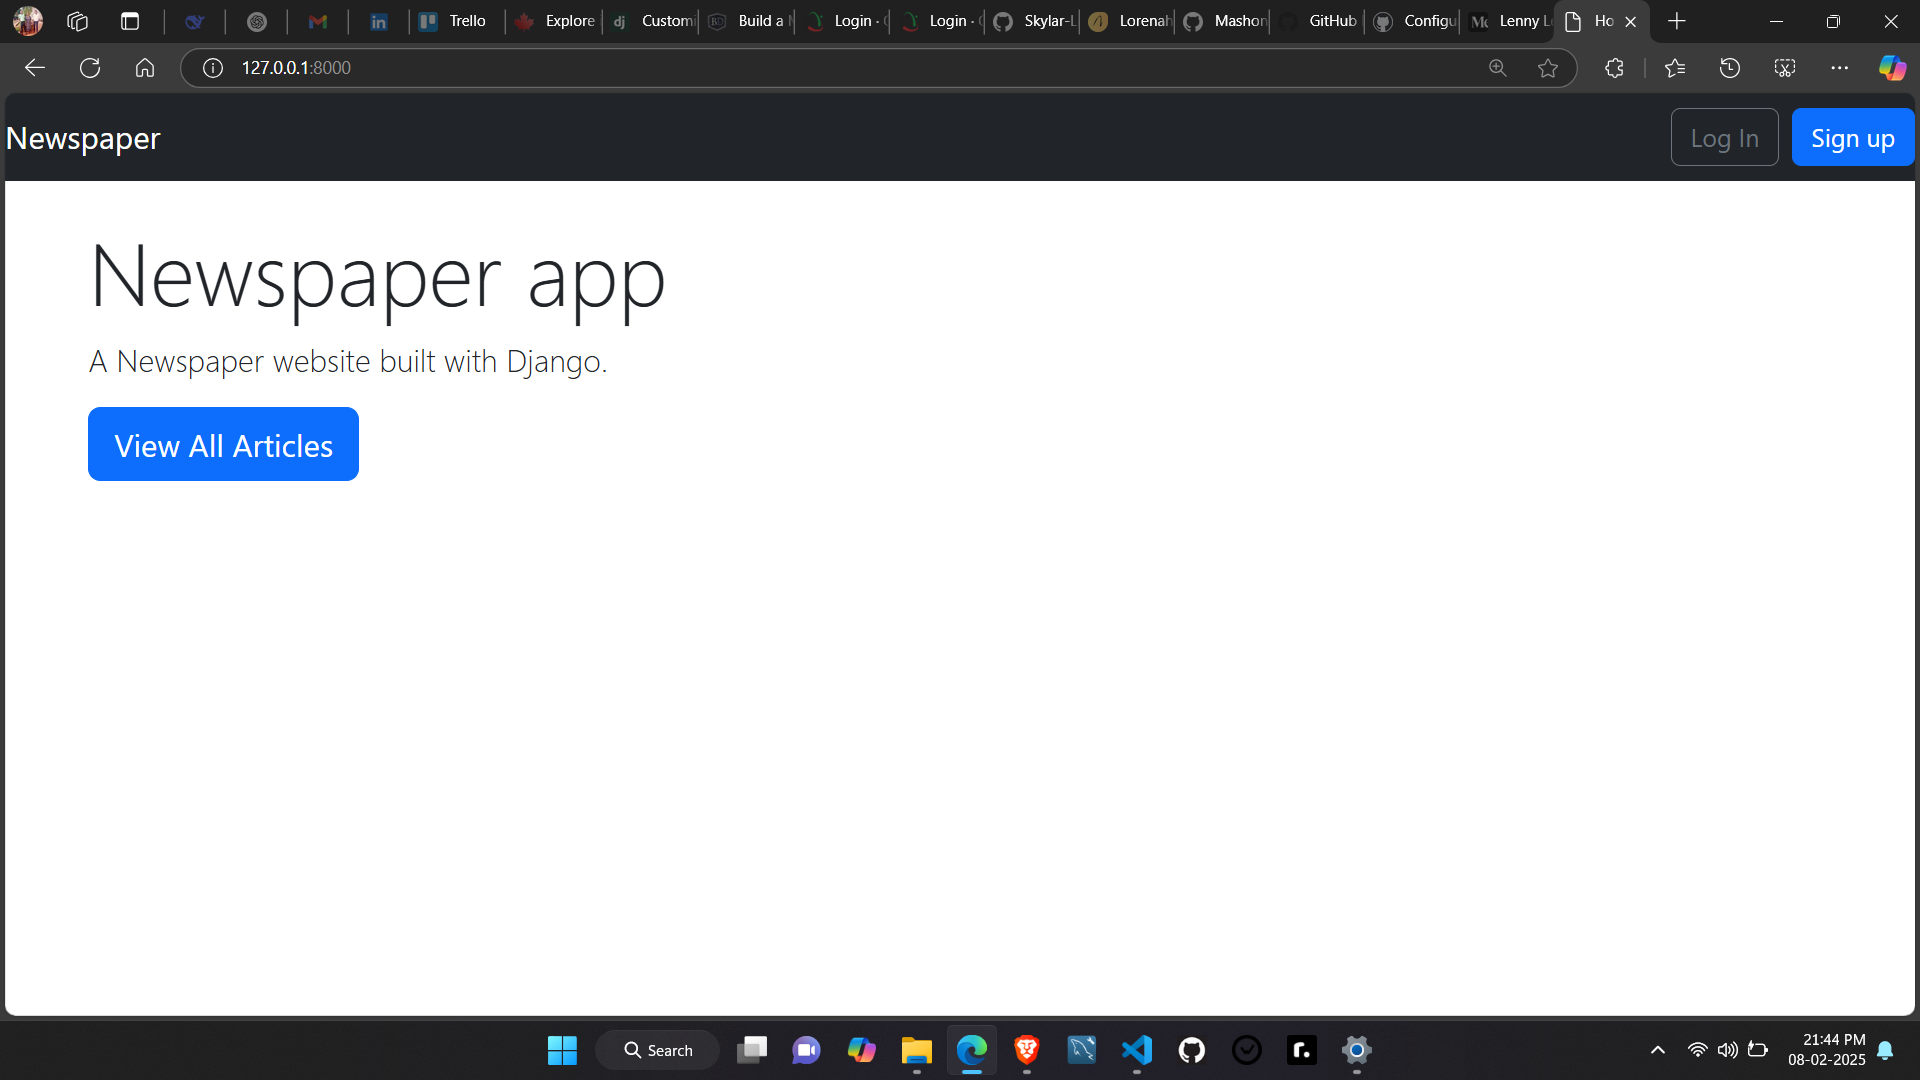 Trello
Explore
Customi
Build a
Login ·
Login ·
Skylar-L
Lorenah
Mashon
GitHub
Configu
Lenny L
Ho
127.0.0.1:8000
Newspaper
Log In
Sign up
Newspaper app
A Newspaper website built with Django.
View All Articles
Search
21:44 PM
08-02-2025